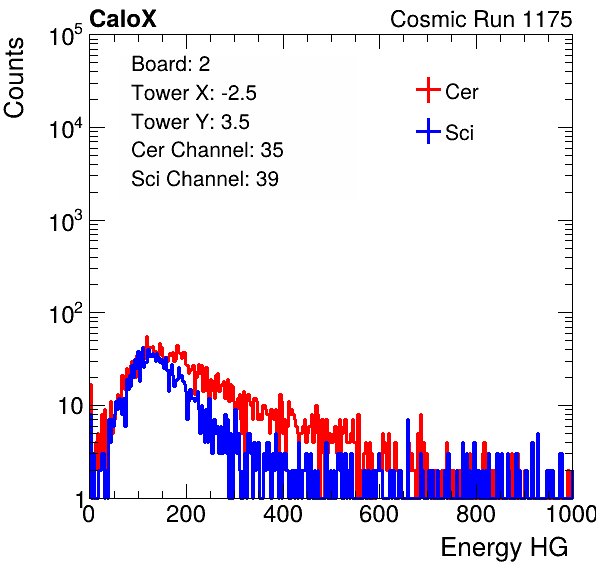 CaloX
Cosmic Run 1175
Counts
10^5
10^4
10^3
10^2
10
1
Board: 2
Tower X: -2.5
Tower Y: 3.5
Cer Channel: 35
Sci Channel: 39
Cer
Sci
0 200 400 600 800 1000
Energy HG